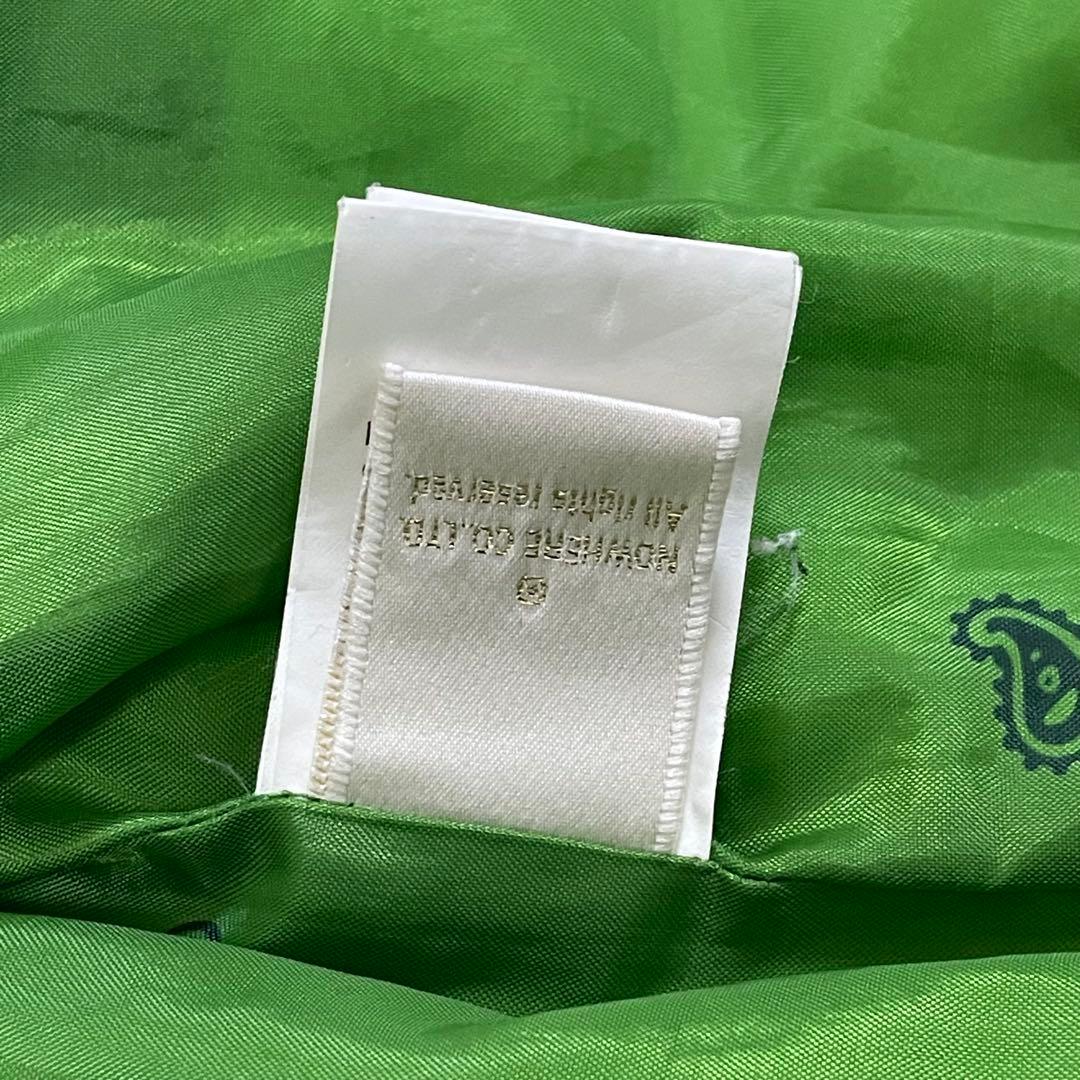 ©
NOWHERE CO.,LTD.
All rights reserved.